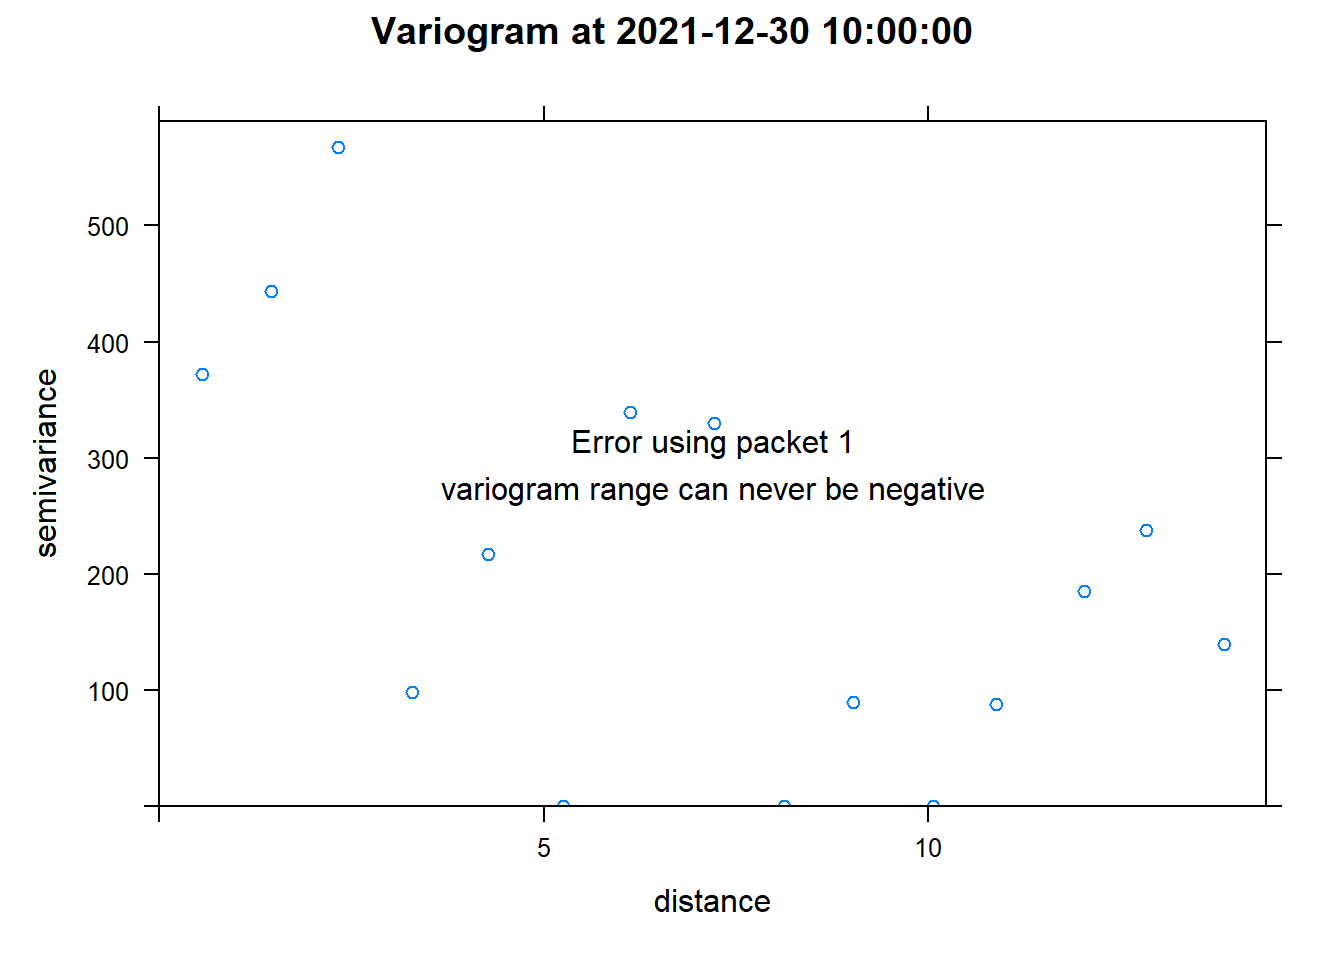 Variogram at 2021-12-30 10:00:00
500
400
300
200
100
semivariance
Error using packet 1
variogram range can never be negative
5
10
distance